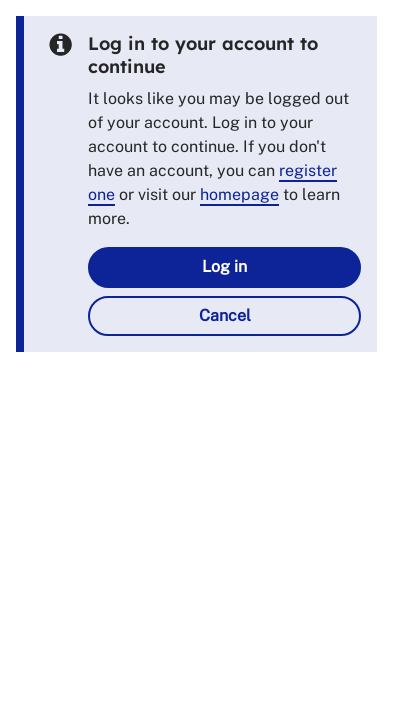 Log in to your account to
continue
It looks like you may be logged out
of your account. Log in to your
account to continue. If you don't
have an account, you can register
one or visit our homepage to learn
more.
Log in
Cancel